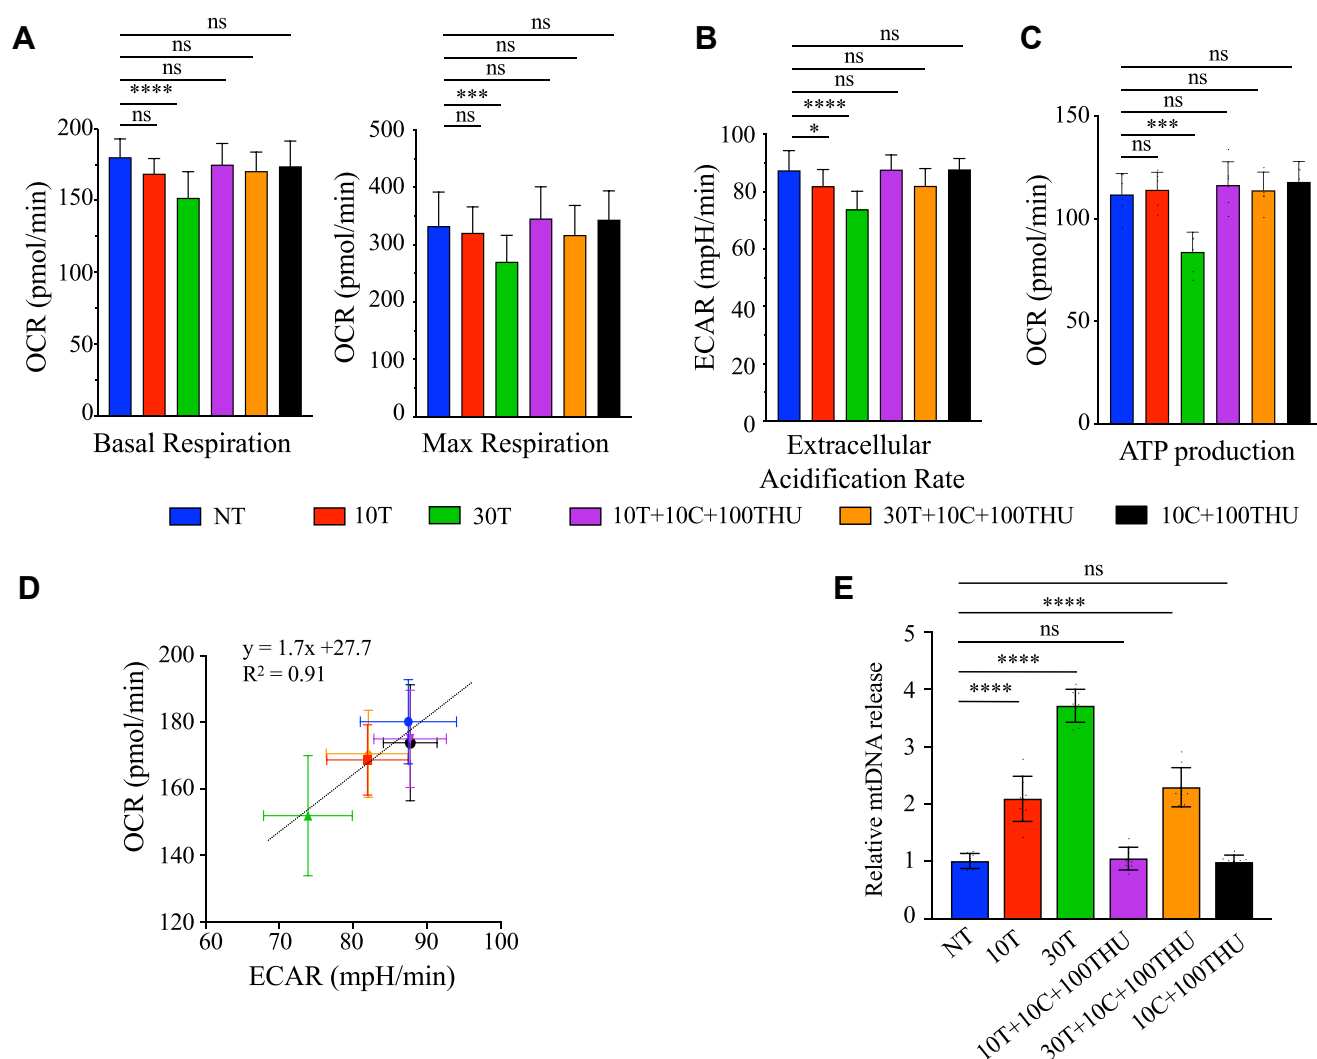 A
ns
ns
ns
****
ns
200
150
100
50
0
OCR (pmol/min)
Basal Respiration
ns
ns
ns
***
ns
500
400
300
200
100
0
OCR (pmol/min)
Max Respiration
B
ns
ns
ns
****
*
100
80
60
40
20
0
ECAR (mpH/min)
Extracellular
Acidification Rate
C
ns
ns
ns
***
ns
150
100
50
0
OCR (pmol/min)
ATP production
NT
10T
30T
10T+10C+100THU
30T+10C+100THU
10C+100THU
D
y = 1.7x +27.7
R² = 0.91
200
180
160
140
120
OCR (pmol/min)
60 70 80 90 100
ECAR (mpH/min)
E
ns
****
ns
****
****
5
4
3
2
1
0
Relative mtDNA release
NT
10T
30T
10T+10C+100THU
30T+10C+100THU
10C+100THU